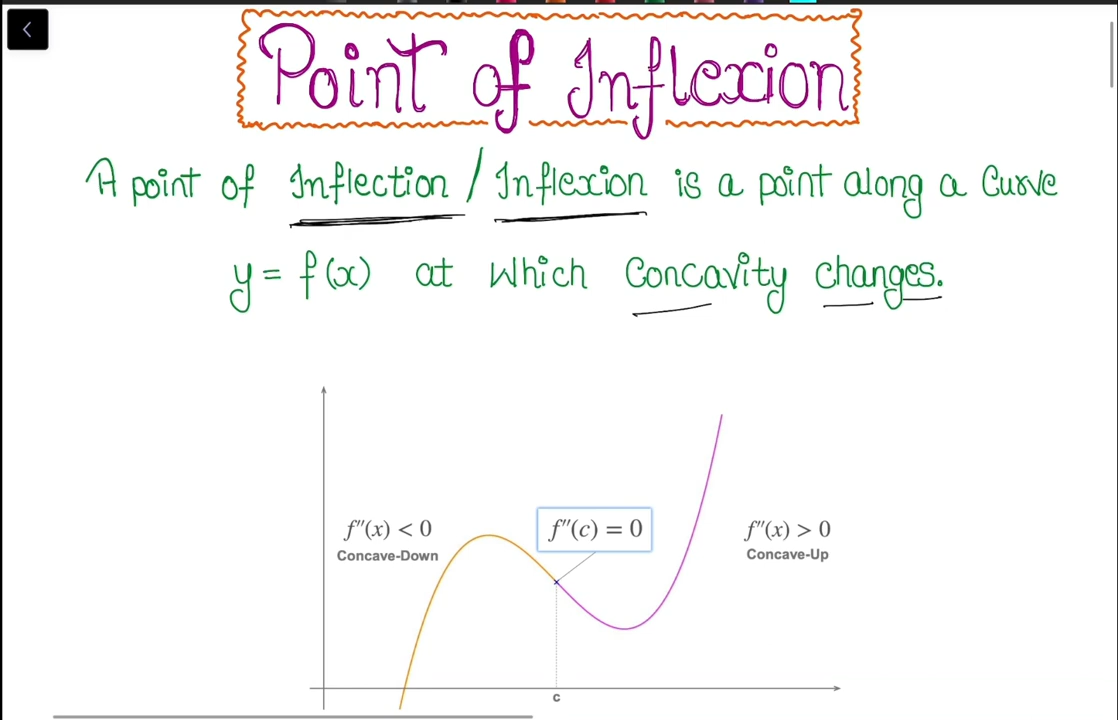 Point of Inflexion
A point of Inflection / Inflexion is a point along a Curve
y = f(x) at which Concavity changes.
f″(x) < 0
Concave-Down
f″(c) = 0
f″(x) > 0
Concave-Up
c